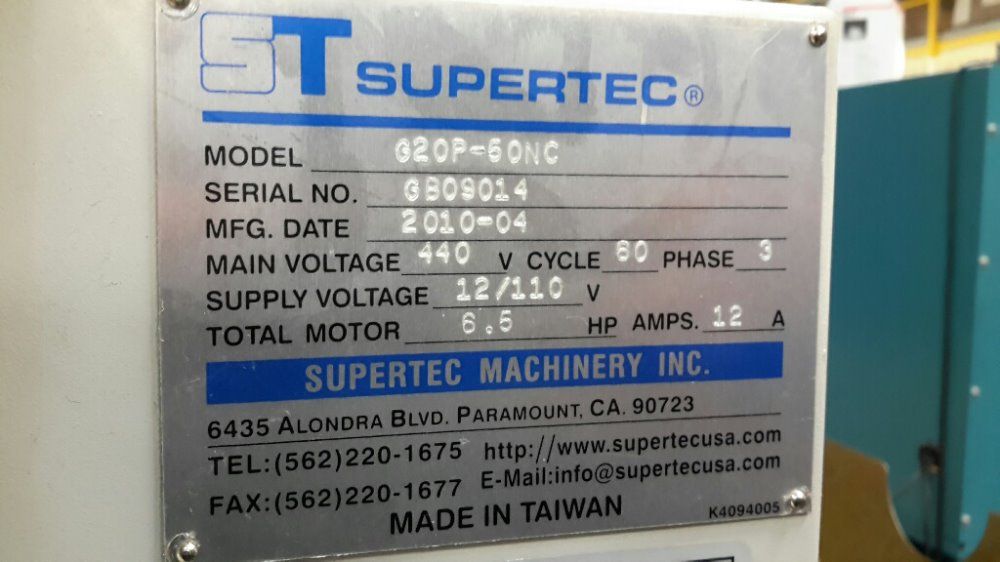 ST SUPERTEC®
MODEL G20P-50NC
SERIAL NO. GB09014
MFG. DATE 2010-04
MAIN VOLTAGE 440 V CYCLE 60 PHASE 3
SUPPLY VOLTAGE 12/110 V
TOTAL MOTOR 6.5 HP AMPS. 12 A
SUPERTEC MACHINERY INC.
6435 ALONDRA BLVD. PARAMOUNT, CA. 90723
TEL:(562)220-1675 http://www.supertecusa.com
FAX:(562)220-1677 E-Mail:info@supertecusa.com
MADE IN TAIWAN K4094005